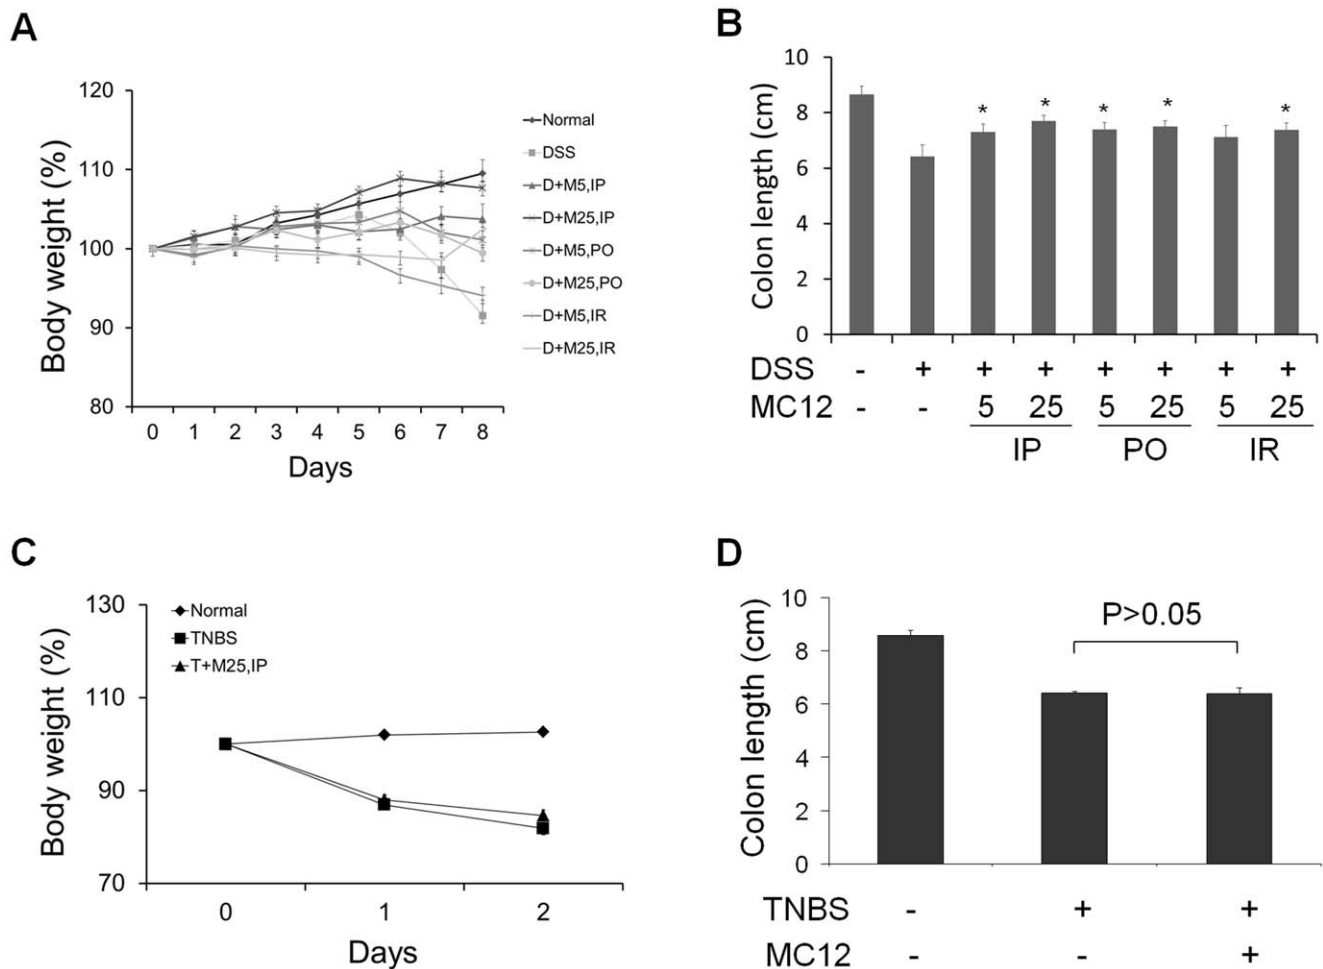 A
Body weight (%)
120
110
100
90
80
0 1 2 3 4 5 6 7 8
Days
Normal
DSS
D+M5,IP
D+M25,IP
D+M5,PO
D+M25,PO
D+M5,IR
D+M25,IR
B
Colon length (cm)
10
8
6
4
2
0
* * * * *
DSS - + + + + + + +
MC12 - - 5 25 5 25 5 25
IP PO IR
C
Body weight (%)
130
110
90
70
0 1 2
Days
Normal
TNBS
T+M25,IP
D
Colon length (cm)
10
8
6
4
2
0
P>0.05
TNBS - + +
MC12 - - +